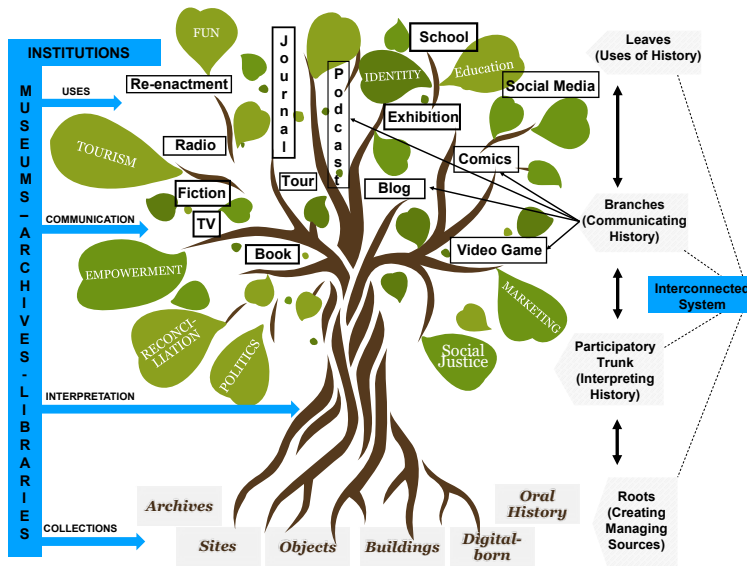 INSTITUTIONS
MUSEUMS–ARCHIVES-LIBRARIES
USES
COMMUNICATION
INTERPRETATION
COLLECTIONS
FUN
Re-enactment
Journal
Podcast
School
IDENTITY
Education
Social Media
Exhibition
TOURISM
Radio
Comics
Fiction
Tour
Blog
TV
Book
Video Game
EMPOWERMENT
MARKETING
RECONCI-
LIATION
POLITICS
Social
Justice
Archives
Sites
Objects
Buildings
Digital-
born
Oral
History
Leaves
(Uses of History)
Branches
(Communicating
History)
Interconnected
System
Participatory
Trunk
(Interpreting
History)
Roots
(Creating
Managing
Sources)